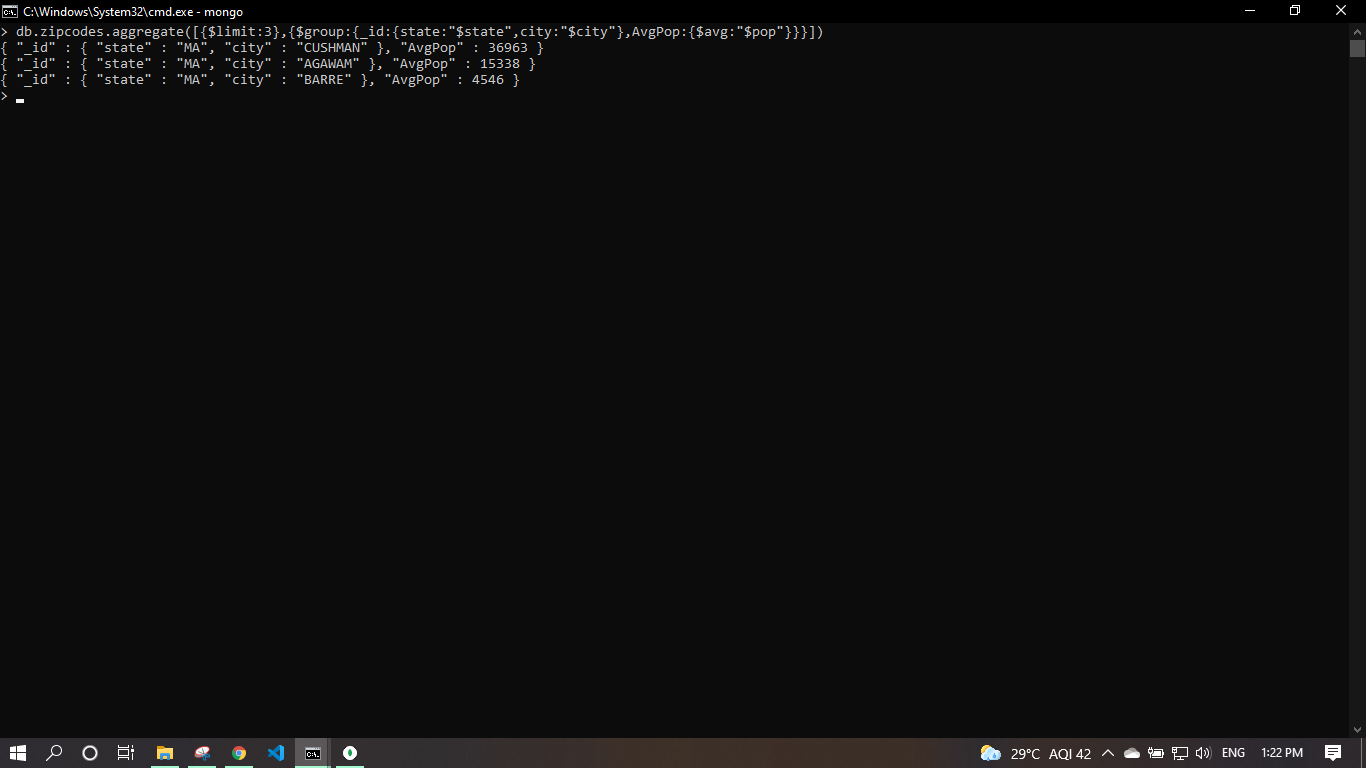 C:\Windows\System32\cmd.exe - mongo
> db.zipcodes.aggregate([{$limit:3},{$group:{_id:{state:"$state",city:"$city"},AvgPop:{$avg:"$pop"}}}])
{ "_id" : { "state" : "MA", "city" : "CUSHMAN" }, "AvgPop" : 36963 }
{ "_id" : { "state" : "MA", "city" : "AGAWAM" }, "AvgPop" : 15338 }
{ "_id" : { "state" : "MA", "city" : "BARRE" }, "AvgPop" : 4546 }
>
29°C AQI 42 ENG 1:22 PM